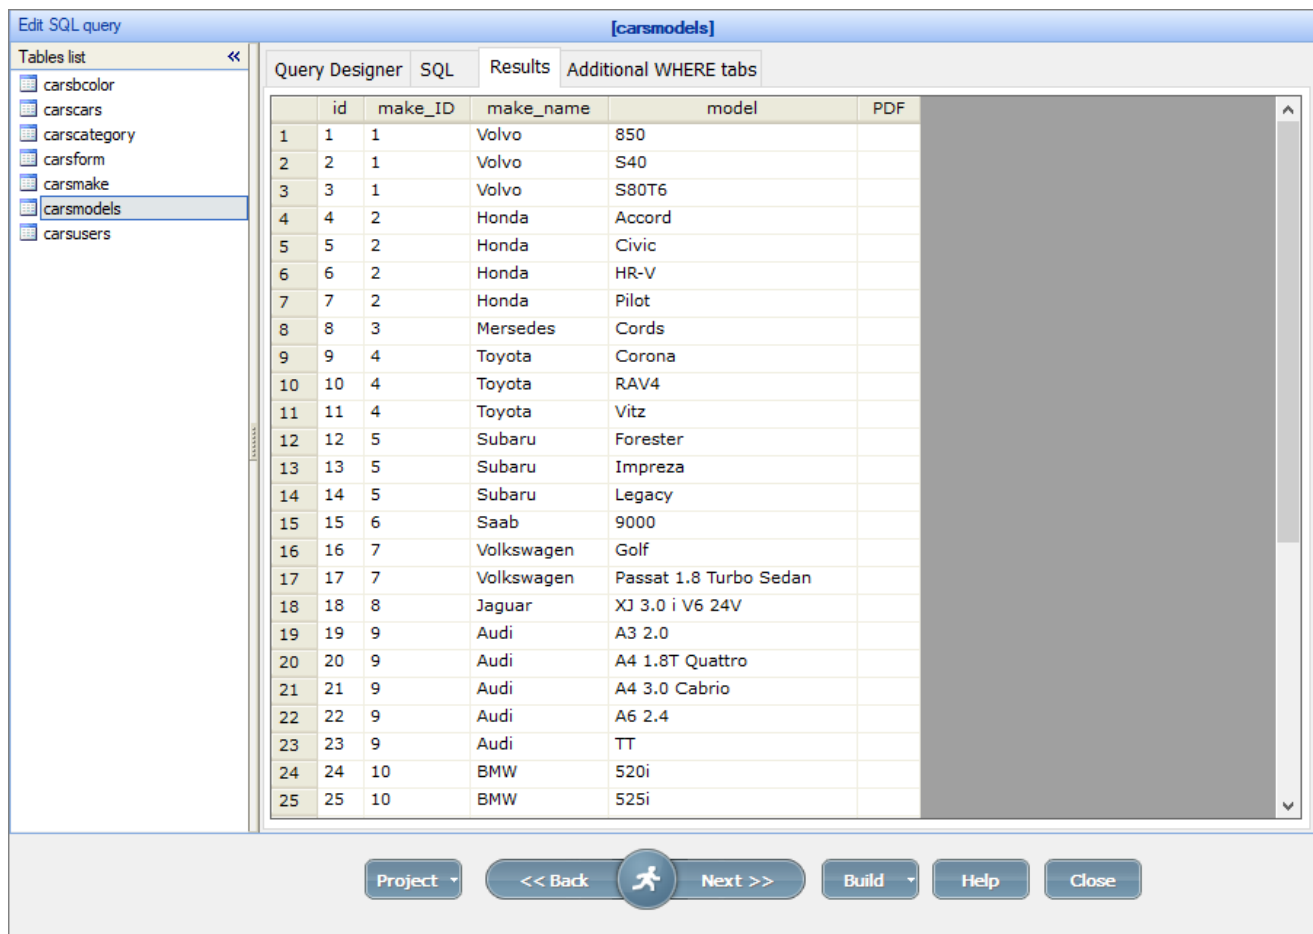 Edit SQL query
[carsmodels]
Tables list «
carsbcolor
carscars
carscategory
carsform
carsmake
carsmodels
carsusers
Query Designer SQL Results Additional WHERE tabs
id make_ID make_name model PDF
1 1 1 Volvo 850
2 2 1 Volvo S40
3 3 1 Volvo S80T6
4 4 2 Honda Accord
5 5 2 Honda Civic
6 6 2 Honda HR-V
7 7 2 Honda Pilot
8 8 3 Mersedes Cords
9 9 4 Toyota Corona
10 10 4 Toyota RAV4
11 11 4 Toyota Vitz
12 12 5 Subaru Forester
13 13 5 Subaru Impreza
14 14 5 Subaru Legacy
15 15 6 Saab 9000
16 16 7 Volkswagen Golf
17 17 7 Volkswagen Passat 1.8 Turbo Sedan
18 18 8 Jaguar XJ 3.0 i V6 24V
19 19 9 Audi A3 2.0
20 20 9 Audi A4 1.8T Quattro
21 21 9 Audi A4 3.0 Cabrio
22 22 9 Audi A6 2.4
23 23 9 Audi TT
24 24 10 BMW 520i
25 25 10 BMW 525i
Project << Back Next >> Build Help Close